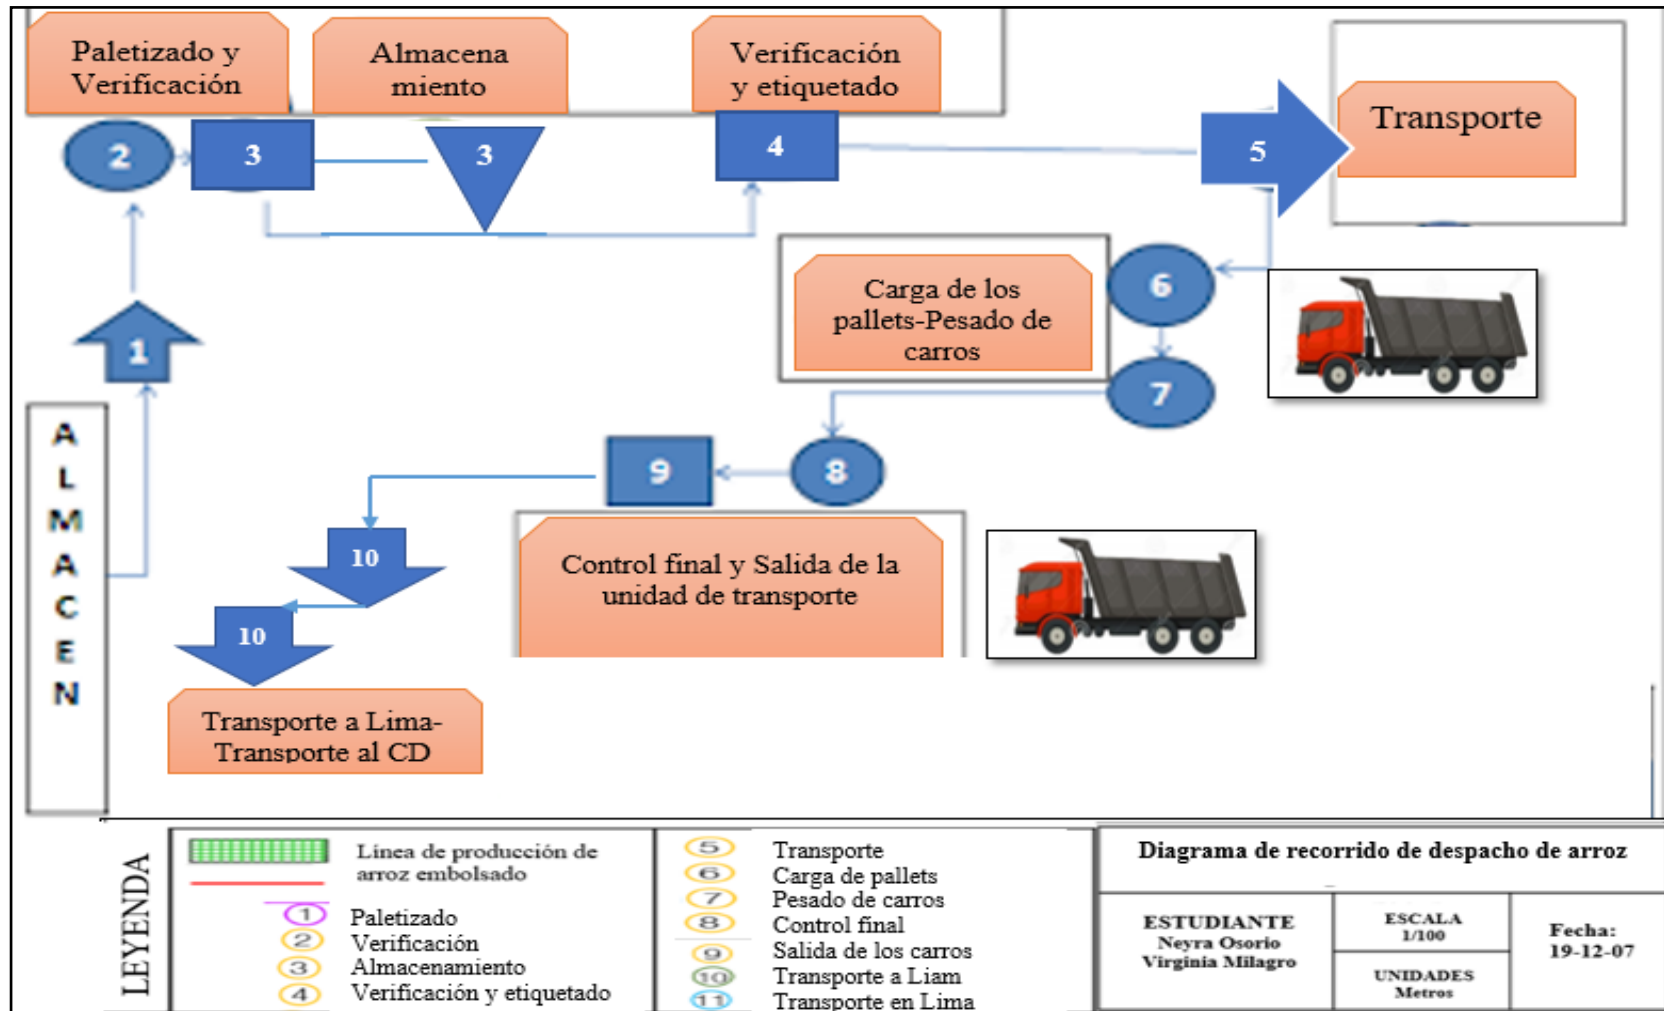 Paletizado y
Verificación
Almacena
miento
Verificación
y etiquetado
Transporte
2
3
3
4
5
1
Carga de los
pallets-Pesado de
carros
6
7
8
9
10
10
A
L
M
A
C
E
N
Control final y Salida de la
unidad de transporte
Transporte a Lima-
Transporte al CD
LEYENDA
Línea de producción de
arroz embolsado
1 Paletizado
2 Verificación
3 Almacenamiento
4 Verificación y etiquetado
5 Transporte
6 Carga de pallets
7 Pesado de carros
8 Control final
9 Salida de los carros
10 Transporte a Liam
11 Transporte en Lima
Diagrama de recorrido de despacho de arroz
ESTUDIANTE
Neyra Osorio
Virginia Milagro
ESCALA
1/100
UNIDADES
Metros
Fecha:
19-12-07